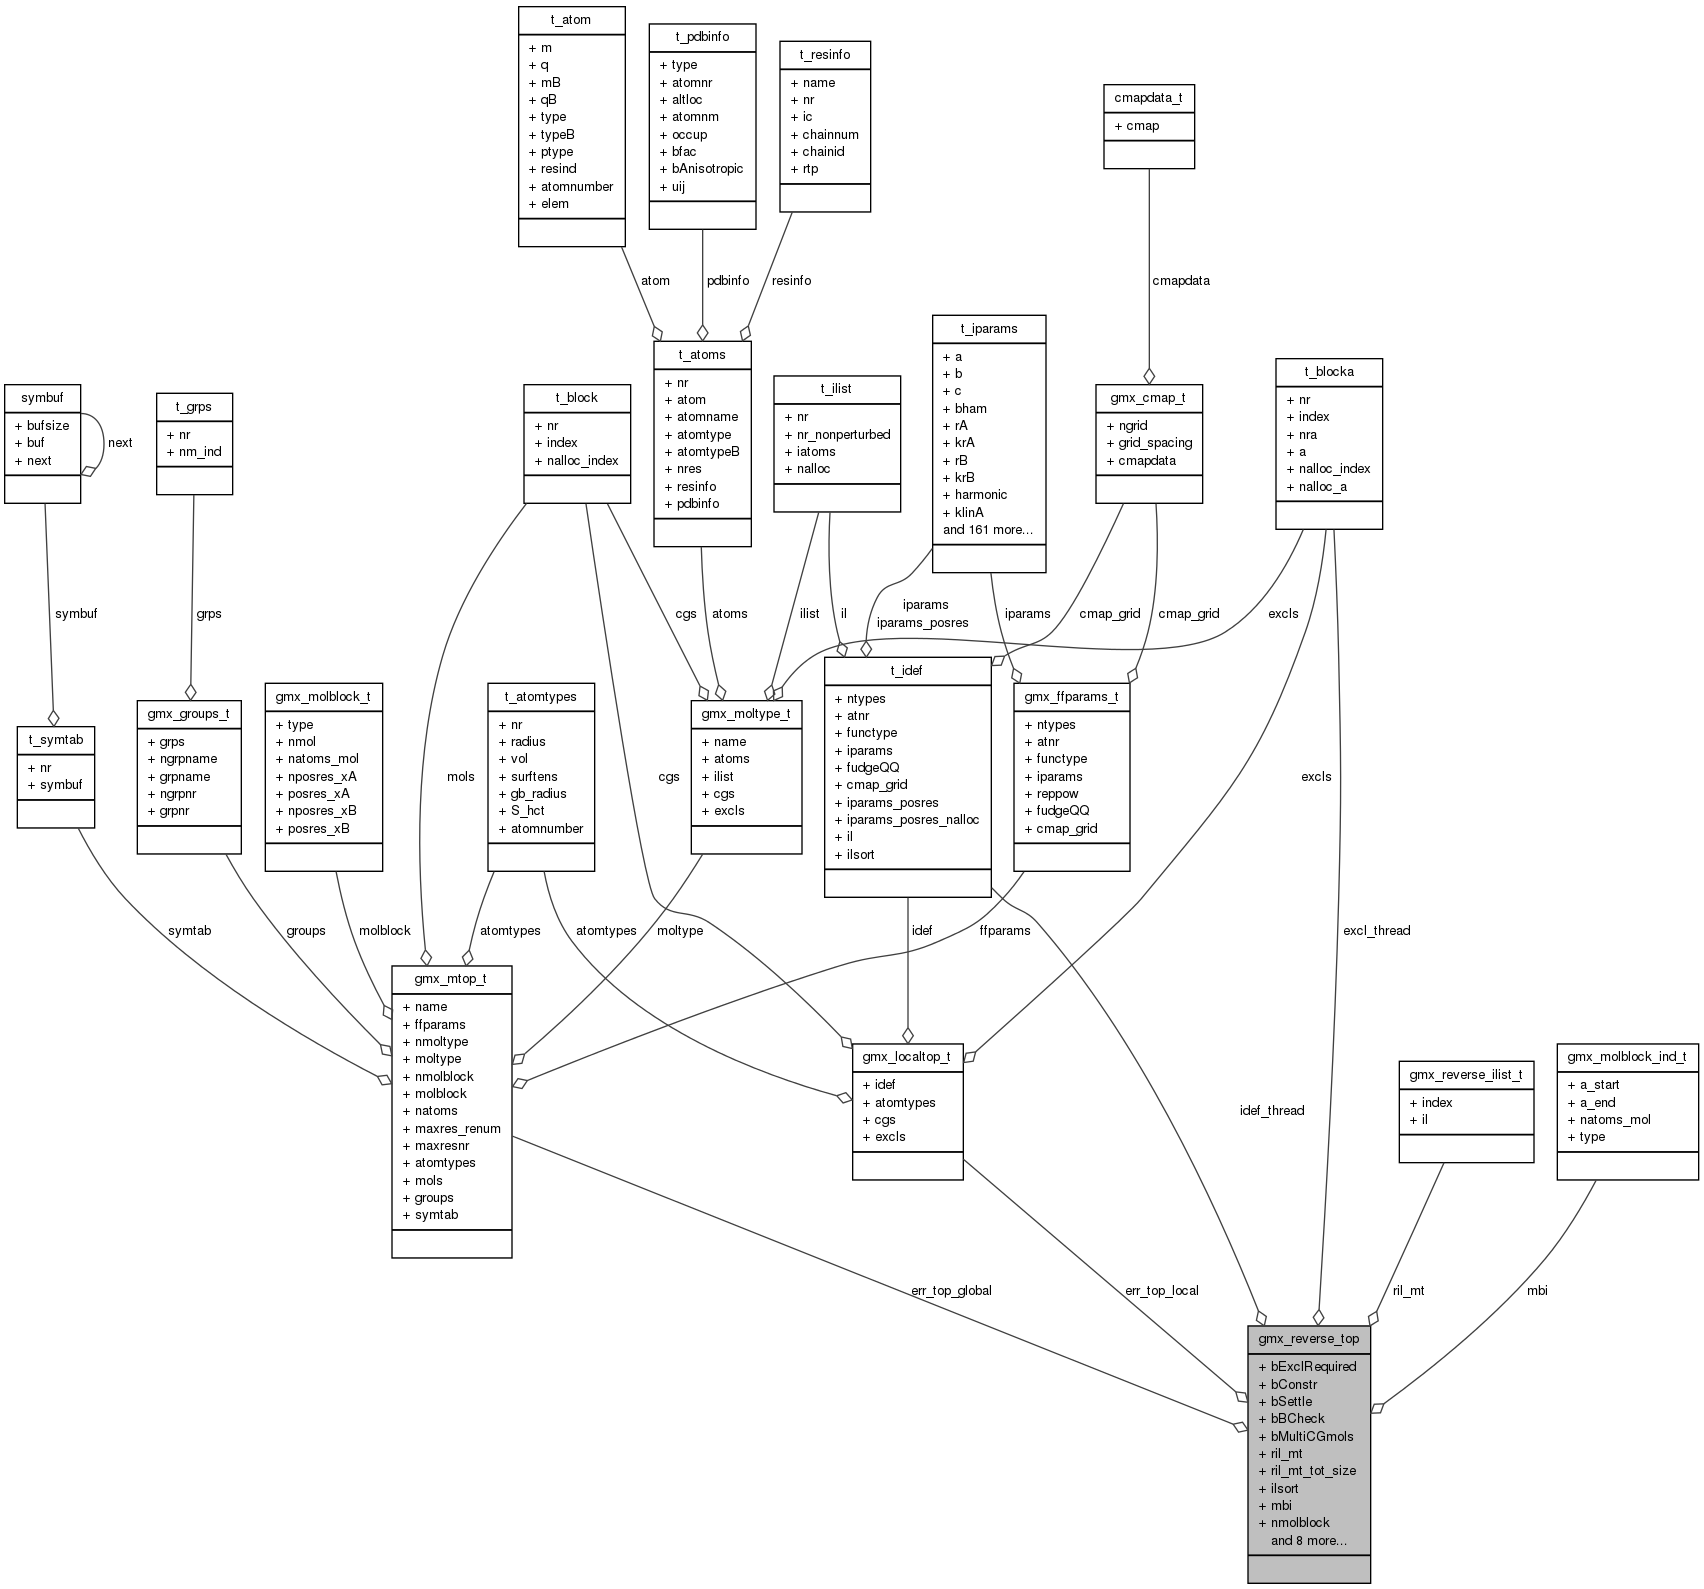 t_atom
+ m
+ q
+ mB
+ qB
+ type
+ typeB
+ ptype
+ resind
+ atomnumber
+ elem
t_pdbinfo
+ type
+ atomnr
+ altloc
+ atomnm
+ occup
+ bfac
+ bAnisotropic
+ uij
t_resinfo
+ name
+ nr
+ ic
+ chainnum
+ chainid
+ rtp
cmapdata_t
+ cmap
atom
pdbinfo
resinfo
cmapdata
symbuf
+ bufsize
+ buf
+ next
next
t_grps
+ nr
+ nm_ind
t_block
+ nr
+ index
+ nalloc_index
t_atoms
+ nr
+ atom
+ atomname
+ atomtype
+ atomtypeB
+ nres
+ resinfo
+ pdbinfo
t_ilist
+ nr
+ nr_nonperturbed
+ iatoms
+ nalloc
t_iparams
+ a
+ b
+ c
+ bham
+ rA
+ krA
+ rB
+ krB
+ harmonic
+ klinA
and 161 more...
gmx_cmap_t
+ ngrid
+ grid_spacing
+ cmapdata
t_blocka
+ nr
+ index
+ nra
+ a
+ nalloc_index
+ nalloc_a
symbuf
grps
cgs
atoms
ilist
il
iparams
iparams_posres
iparams
cmap_grid
cmap_grid
excls
t_symtab
+ nr
+ symbuf
gmx_groups_t
+ grps
+ ngrpname
+ grpname
+ ngrpnr
+ grpnr
gmx_molblock_t
+ type
+ nmol
+ natoms_mol
+ nposres_xA
+ posres_xA
+ nposres_xB
+ posres_xB
mols
t_atomtypes
+ nr
+ radius
+ vol
+ surftens
+ gb_radius
+ S_hct
+ atomnumber
cgs
gmx_moltype_t
+ name
+ atoms
+ ilist
+ cgs
+ excls
t_idef
+ ntypes
+ atnr
+ functype
+ iparams
+ fudgeQQ
+ cmap_grid
+ iparams_posres
+ iparams_posres_nalloc
+ il
+ ilsort
gmx_ffparams_t
+ ntypes
+ atnr
+ functype
+ iparams
+ reppow
+ fudgeQQ
+ cmap_grid
excls
symtab
groups
molblock
atomtypes
atomtypes
moltype
idef
ffparams
excl_thread
gmx_mtop_t
+ name
+ ffparams
+ nmoltype
+ moltype
+ nmolblock
+ molblock
+ natoms
+ maxres_renum
+ maxresnr
+ atomtypes
+ mols
+ groups
+ symtab
gmx_localtop_t
+ idef
+ atomtypes
+ cgs
+ excls
idef_thread
gmx_reverse_ilist_t
+ index
+ il
gmx_molblock_ind_t
+ a_start
+ a_end
+ natoms_mol
+ type
err_top_global
err_top_local
ril_mt
mbi
gmx_reverse_top
+ bExclRequired
+ bConstr
+ bSettle
+ bBCheck
+ bMultiCGmols
+ ril_mt
+ ril_mt_tot_size
+ ilsort
+ mbi
+ nmolblock
and 8 more...